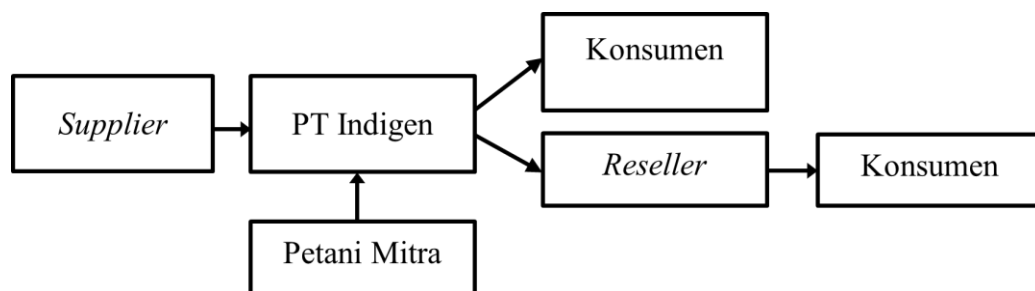 Konsumen
Supplier
PT Indigen
Reseller
Konsumen
Petani Mitra